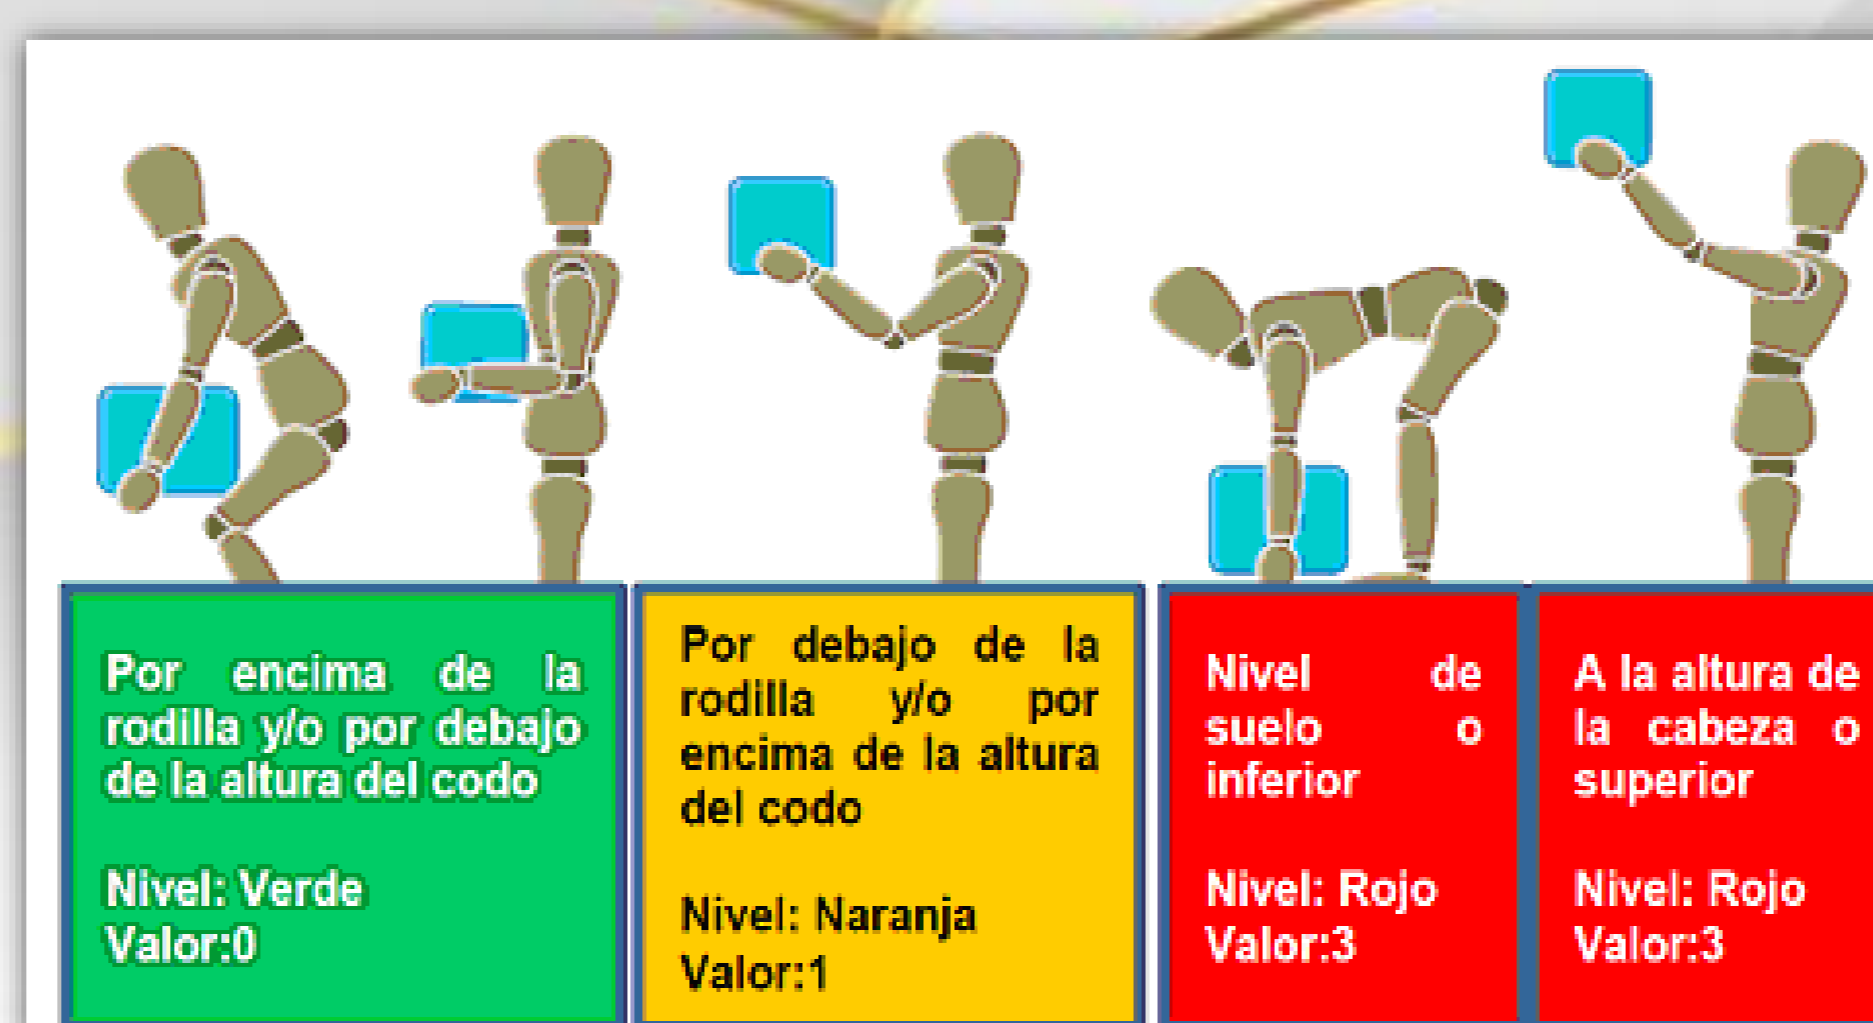 Por encima de la
rodilla y/o por debajo
de la altura del codo
Nivel: Verde
Valor:0
Por debajo de la
rodilla y/o por
encima de la altura
del codo
Nivel: Naranja
Valor:1
Nivel de
suelo o
inferior
Nivel: Rojo
Valor:3
A la altura de
la cabeza o
superior
Nivel: Rojo
Valor:3